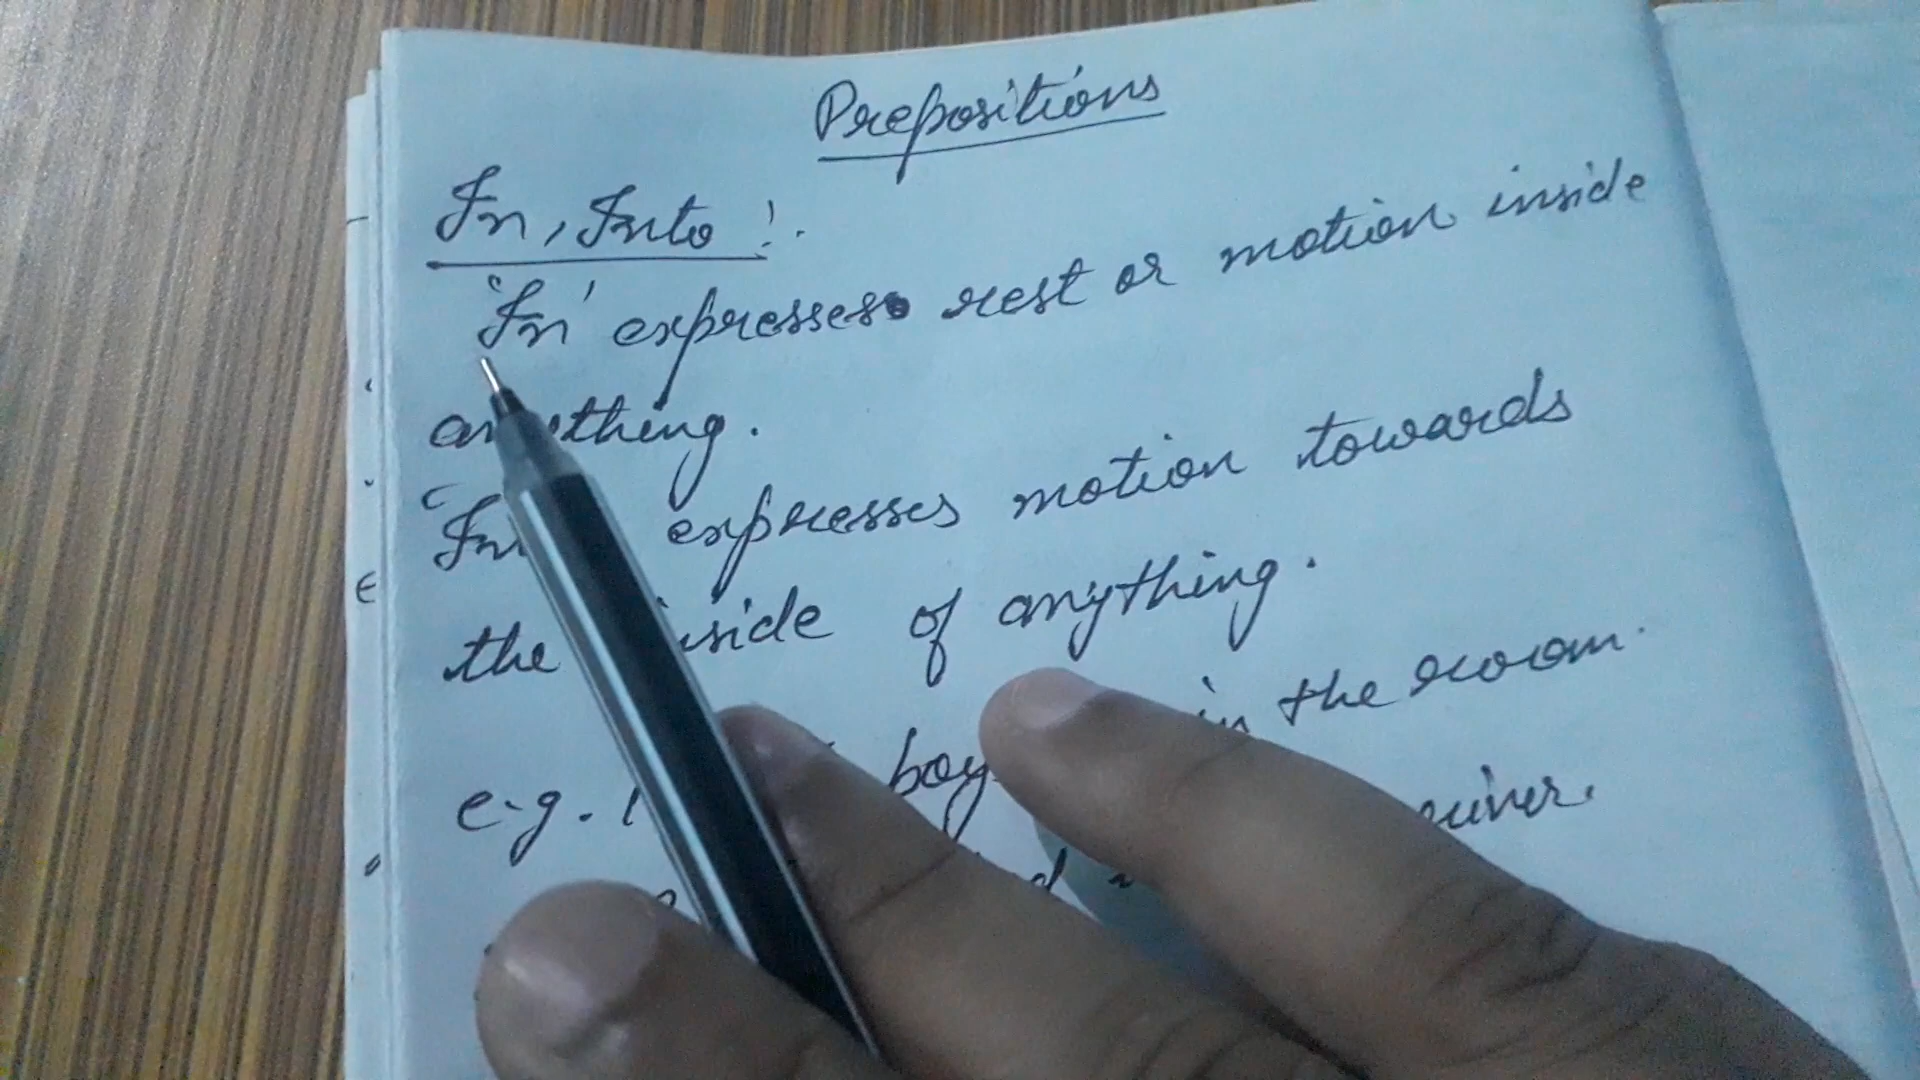 Prepositions
In, Into :-
'In' expresses rest or motion inside
anything.
expresses motion towards
the inside of anything.
e.g. boy in the room.
river.